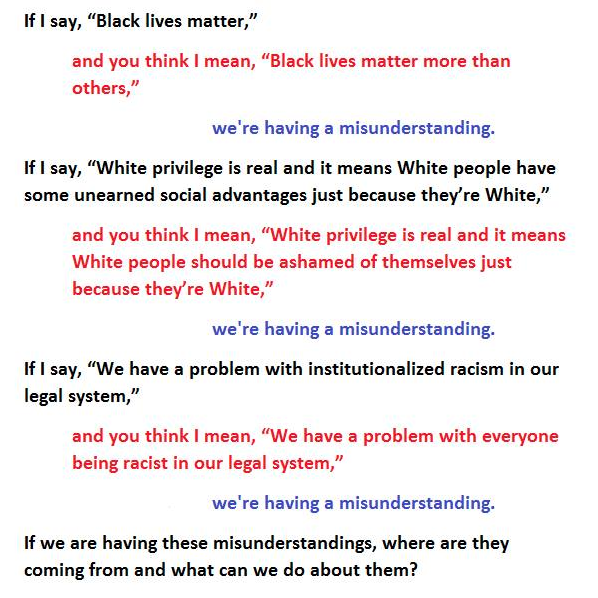 If I say, “Black lives matter,”
and you think I mean, “Black lives matter more than
others,”
we're having a misunderstanding.
If I say, “White privilege is real and it means White people have
some unearned social advantages just because they’re White,”
and you think I mean, “White privilege is real and it means
White people should be ashamed of themselves just
because they’re White,”
we're having a misunderstanding.
If I say, “We have a problem with institutionalized racism in our
legal system,”
and you think I mean, “We have a problem with everyone
being racist in our legal system,”
we're having a misunderstanding.
If we are having these misunderstandings, where are they
coming from and what can we do about them?